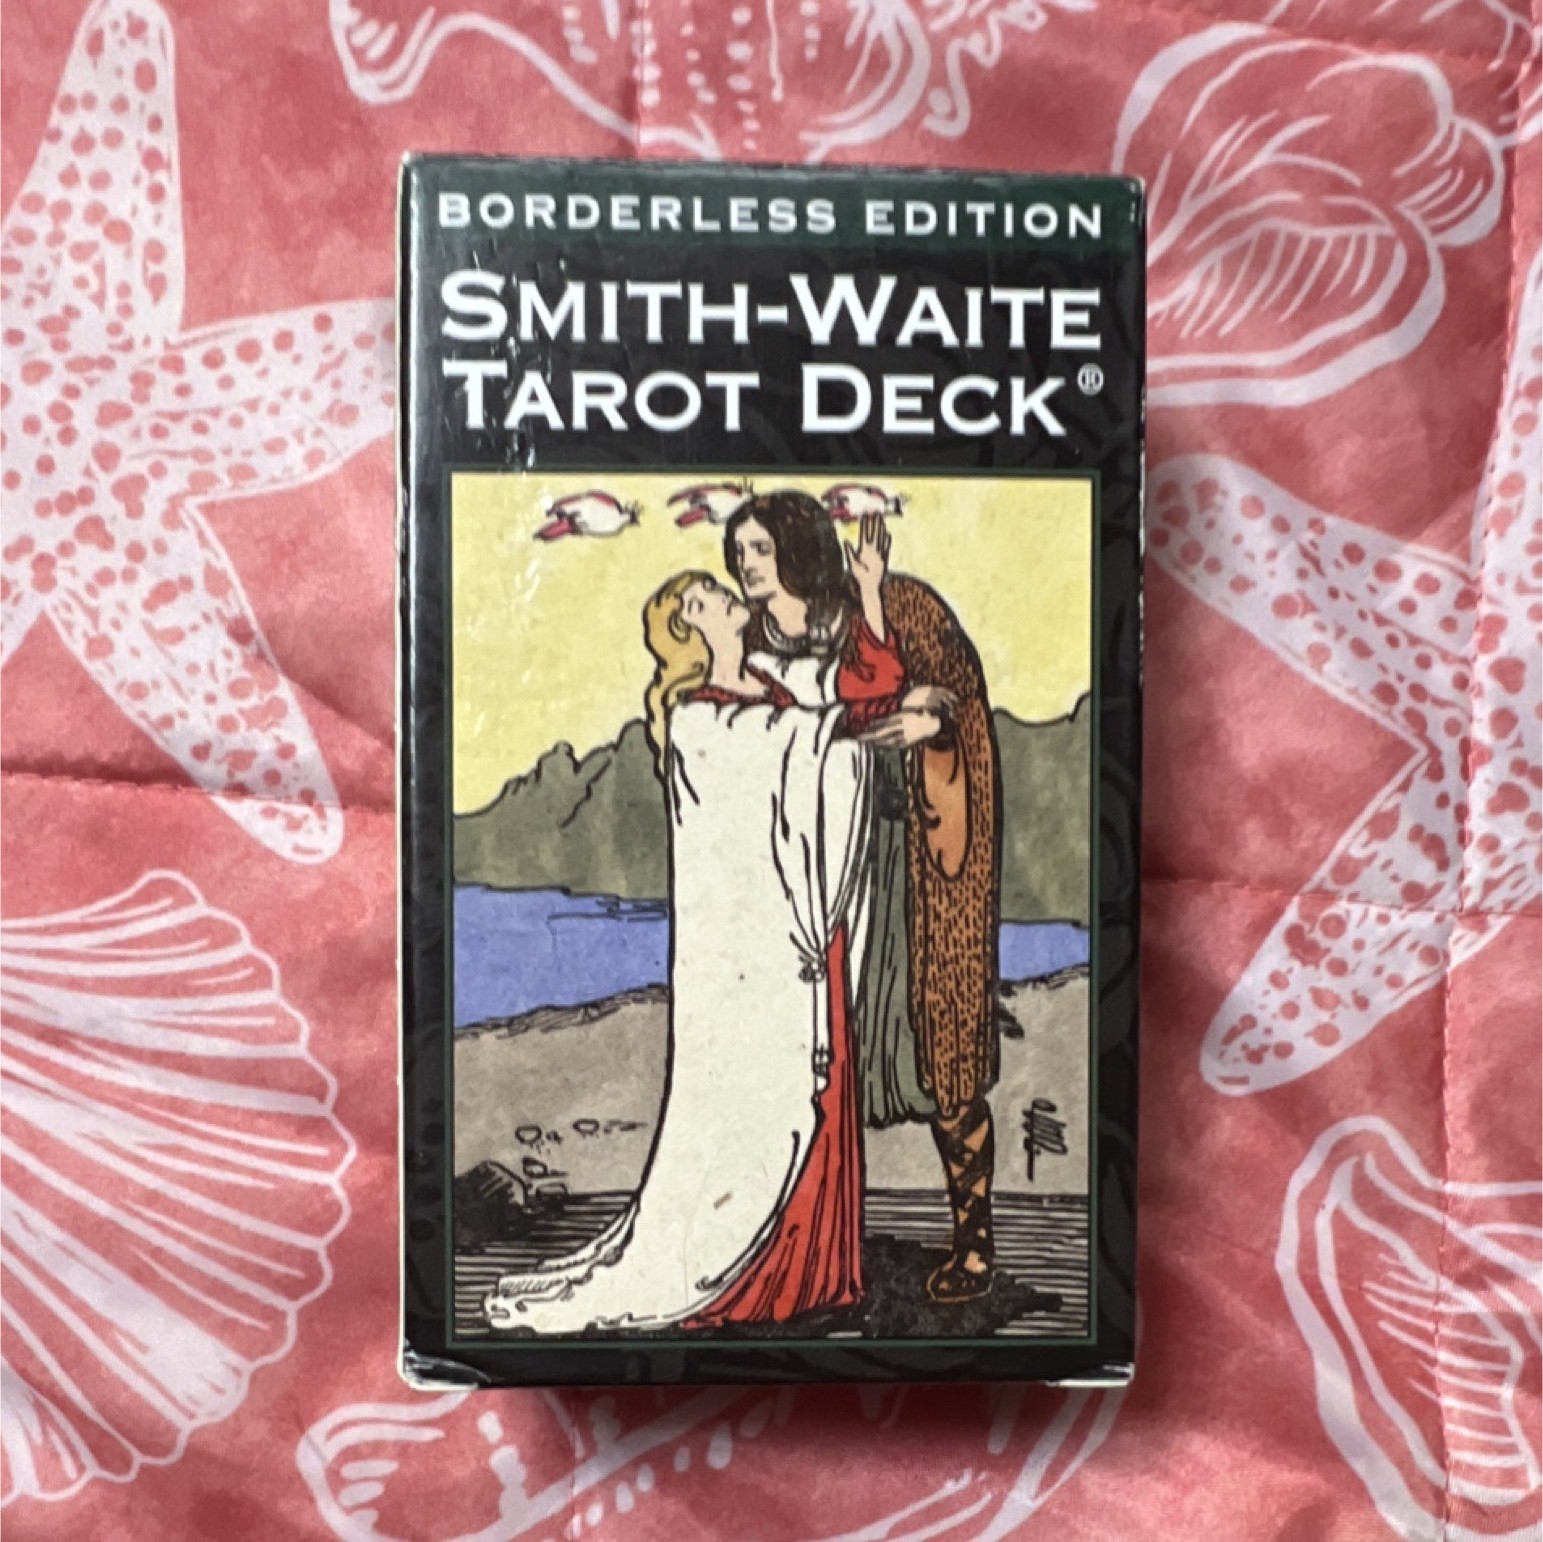 BORDERLESS EDITION
SMITH-WAITE
TAROT DECK®